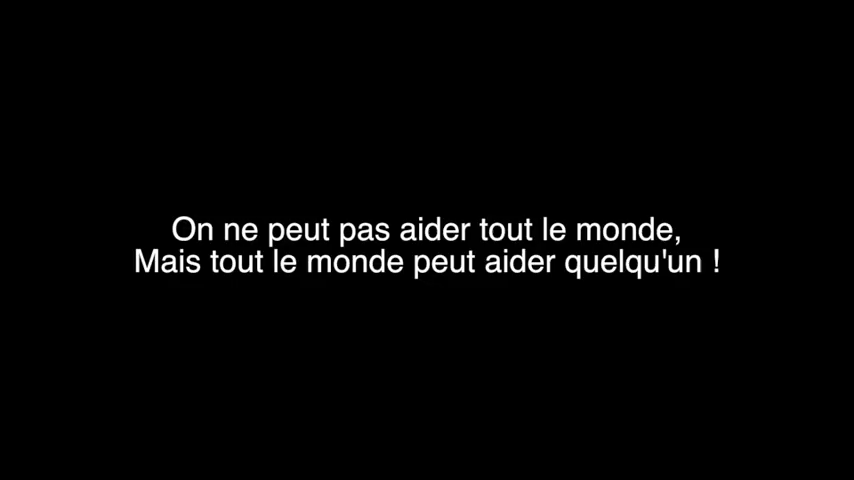 On ne peut pas aider tout le monde,
Mais tout le monde peut aider quelqu'un !